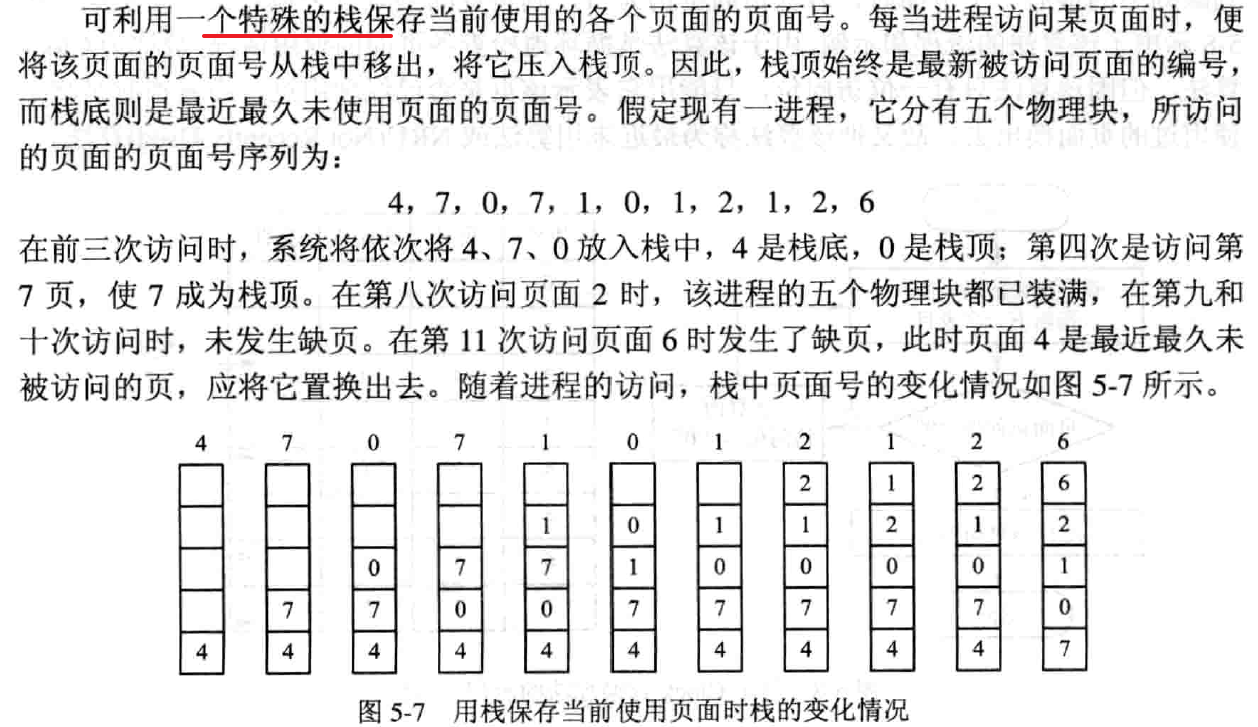 可利用一个特殊的栈保存当前使用的各个页面的页面号。每当进程访问某页面时，便
将该页面的页面号从栈中移出，将它压入栈顶。因此，栈顶始终是最新被访问页面的编号，
而栈底则是最近最久未使用页面的页面号。假定现有一进程，它分有五个物理块，所访问
的页面的页面号序列为：
4，7，0，7，1，0，1，2，1，2，6
在前三次访问时，系统将依次将 4、7、0 放入栈中，4 是栈底，0 是栈顶；第四次是访问第
7 页，使 7 成为栈顶。在第八次访问页面 2 时，该进程的五个物理块都已装满，在第九和
十次访问时，未发生缺页。在第 11 次访问页面 6 时发生了缺页，此时页面 4 是最近最久未
被访问的页，应将它置换出去。随着进程的访问，栈中页面号的变化情况如图 5-7 所示。
4 7 0 7 1 0 1 2 1 2 6
2 1 2 6
1 0 1 1 2 1 2
0 7 7 1 0 0 0 0 1
7 7 0 0 7 7 7 7 7 0
4 4 4 4 4 4 4 4 4 4 7
图 5-7 用栈保存当前使用页面时栈的变化情况